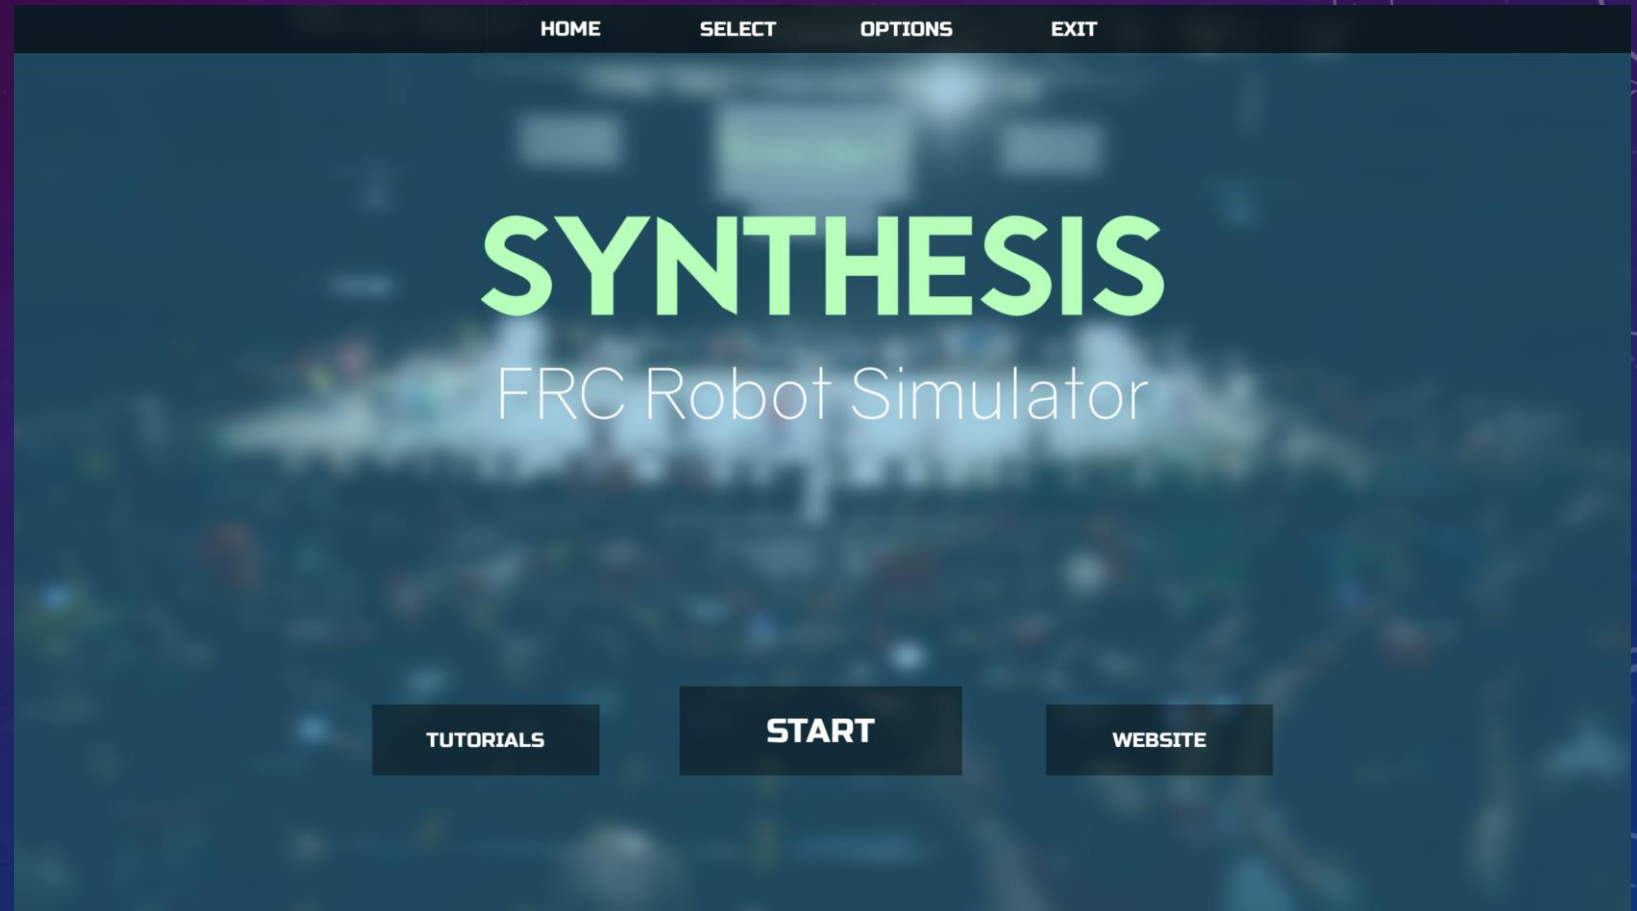 HOME SELECT OPTIONS EXIT
SYNTHESIS
FRC Robot Simulator
TUTORIALS START WEBSITE